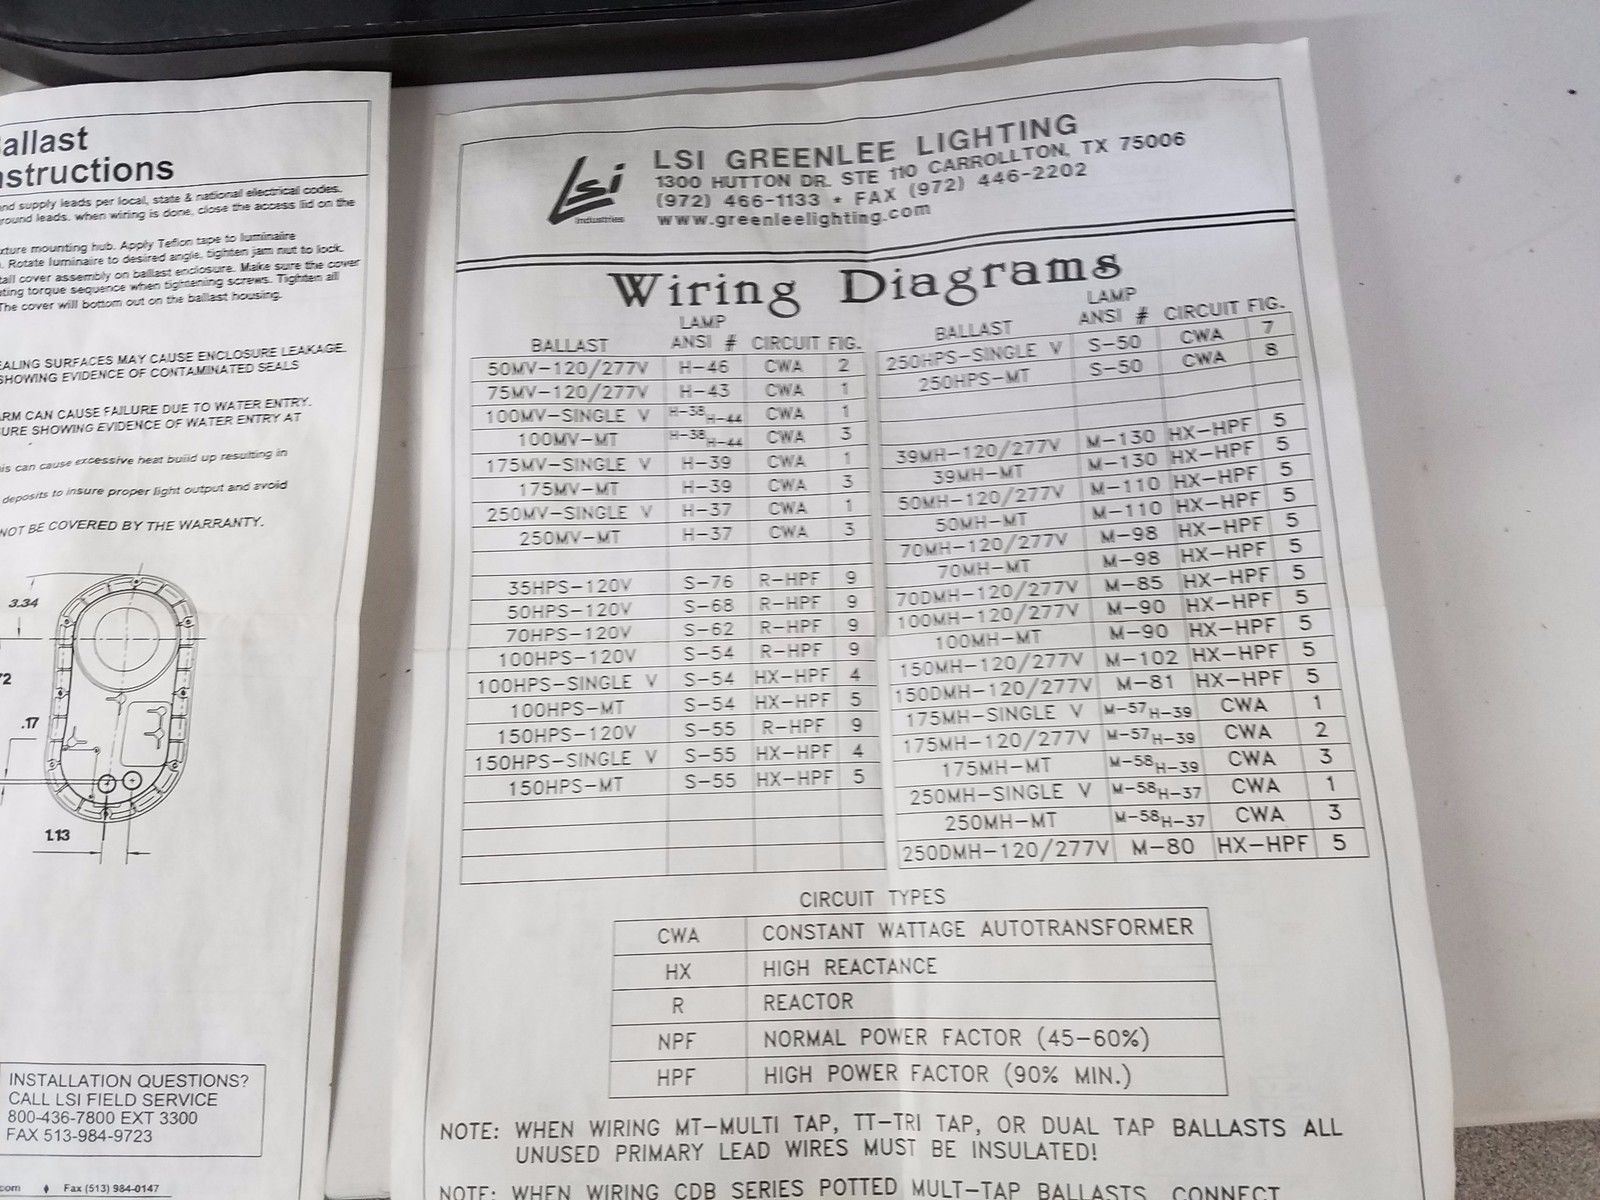 allast
structions
nd supply leads per local, state & national electrical codes.
round leads. when wiring is done, close the access lid on the
xture mounting hub. Apply Teflon tape to luminaire
. Rotate luminaire to desired angle, tighten jam nut to lock.
tall cover assembly on ballast enclosure. Make sure the cover
ating torque sequence when tightening screws. Tighten all
The cover will bottom out on the ballast housing.
EALING SURFACES MAY CAUSE ENCLOSURE LEAKAGE.
SHOWING EVIDENCE OF CONTAMINATED SEALS
ARM CAN CAUSE FAILURE DUE TO WATER ENTRY.
URE SHOWING EVIDENCE OF WATER ENTRY AT
is can cause excessive heat build up resulting in
deposits to insure proper light output and avoid
NOT BE COVERED BY THE WARRANTY.
3.34
72
.17
1.13
INSTALLATION QUESTIONS?
CALL LSI FIELD SERVICE
800-436-7800 EXT 3300
FAX 513-984-9723
com ♦ Fax (513) 984-0147
Lsi
Industries
LSI GREENLEE LIGHTING
1300 HUTTON DR. STE 110 CARROLLTON, TX 75006
(972) 466-1133 * FAX (972) 446-2202
www.greenleelighting.com
Wiring Diagrams
BALLAST LAMP ANSI # CIRCUIT FIG.
50MV-120/277V H-46 CWA 2
75MV-120/277V H-43 CWA 1
100MV-SINGLE V H-38 H-44 CWA 1
100MV-MT H-38 H-44 CWA 3
175MV-SINGLE V H-39 CWA 1
175MV-MT H-39 CWA 3
250MV-SINGLE V H-37 CWA 1
250MV-MT H-37 CWA 3
35HPS-120V S-76 R-HPF 9
50HPS-120V S-68 R-HPF 9
70HPS-120V S-62 R-HPF 9
100HPS-120V S-54 R-HPF 9
100HPS-SINGLE V S-54 HX-HPF 4
100HPS-MT S-54 HX-HPF 5
150HPS-120V S-55 R-HPF 9
150HPS-SINGLE V S-55 HX-HPF 4
150HPS-MT S-55 HX-HPF 5
BALLAST LAMP ANSI # CIRCUIT FIG.
250HPS-SINGLE V S-50 CWA 7
250HPS-MT S-50 CWA 8
39MH-120/277V M-130 HX-HPF 5
39MH-MT M-130 HX-HPF 5
50MH-120/277V M-110 HX-HPF 5
50MH-MT M-110 HX-HPF 5
70MH-120/277V M-98 HX-HPF 5
70MH-MT M-98 HX-HPF 5
70DMH-120/277V M-85 HX-HPF 5
100MH-120/277V M-90 HX-HPF 5
100MH-MT M-90 HX-HPF 5
150MH-120/277V M-102 HX-HPF 5
150DMH-120/277V M-81 HX-HPF 5
175MH-SINGLE V M-57 H-39 CWA 1
175MH-120/277V M-57 H-39 CWA 2
175MH-MT M-58 H-39 CWA 3
250MH-SINGLE V M-58 H-37 CWA 1
250MH-MT M-58 H-37 CWA 3
250DMH-120/277V M-80 HX-HPF 5
CIRCUIT TYPES
CWA CONSTANT WATTAGE AUTOTRANSFORMER
HX HIGH REACTANCE
R REACTOR
NPF NORMAL POWER FACTOR (45-60%)
HPF HIGH POWER FACTOR (90% MIN.)
NOTE: WHEN WIRING MT-MULTI TAP, TT-TRI TAP, OR DUAL TAP BALLASTS ALL
UNUSED PRIMARY LEAD WIRES MUST BE INSULATED!
NOTE: WHEN WIRING CDB SERIES POTTED MULT-TAP BALLASTS, CONNECT